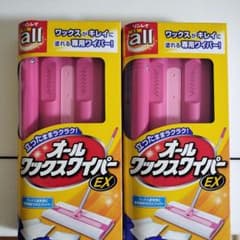 リンレイ
all
ワックスが キレイに
塗れる専用ワイパー!
立ったままラクラク!
オール
ワックスワイパー
EX
リンレイ
all
ワックスが キレイに
塗れる専用ワイパー!
立ったままラクラク!
オール
ワックスワイパー
EX